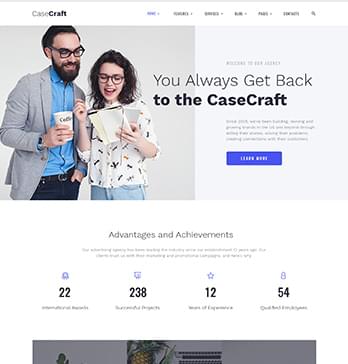 CaseCraft
HOME FEATURES SERVICES BLOG PAGES CONTACTS
Coffee
WELCOME TO OUR AGENCY
You Always Get Back
to the CaseCraft
Since 2005, we've been building, reviving and
growing brands in the US and beyond through
telling their stories, solving their problems,
creating connections with their customers.
LEARN MORE
Advantages and Achievements
Our advertising agency has been leading the industry since our establishment 12 years ago. Our
clients trust us with their marketing and promotional campaigns, and here's why.
22 238 12 54
International Awards Successful Projects Years of Experience Qualified Employees